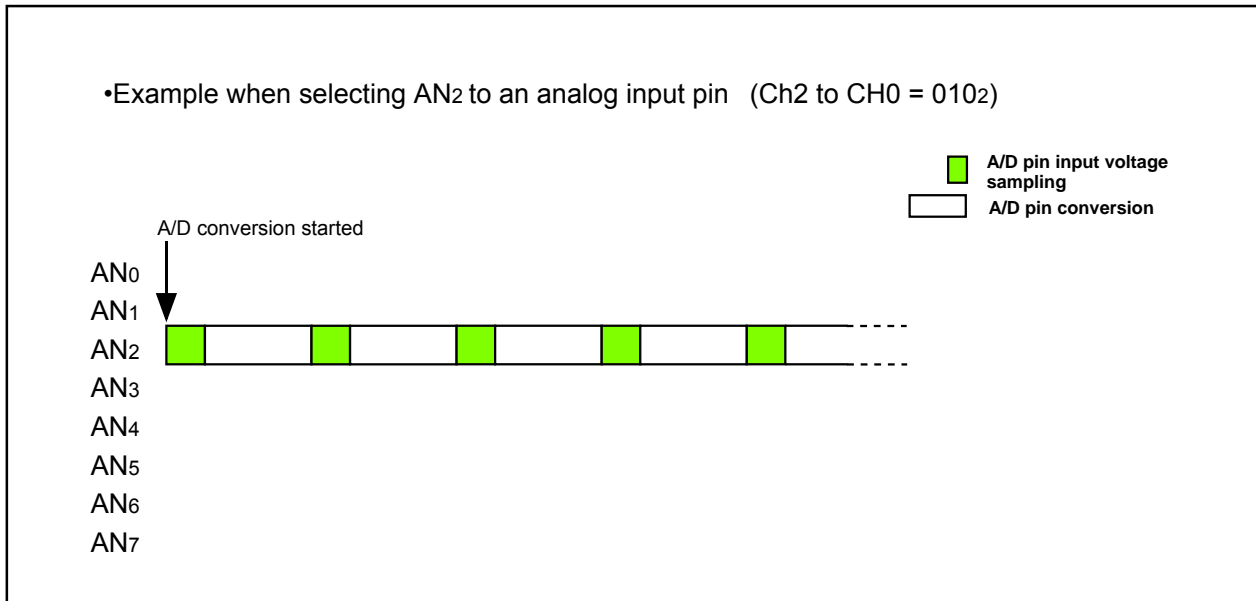 •Example when selecting AN2 to an analog input pin (Ch2 to CH0 = 0102)
A/D pin input voltage
sampling
A/D pin conversion
A/D conversion started
AN0
AN1
AN2
AN3
AN4
AN5
AN6
AN7